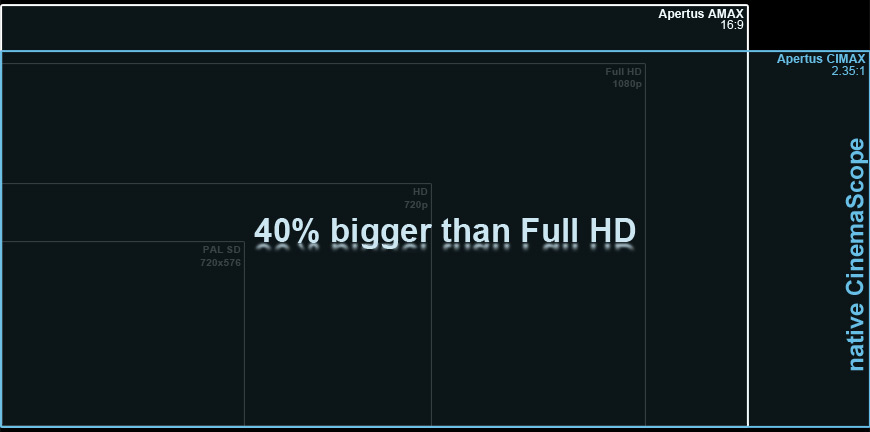 Apertus AMAX
16:9
Apertus CIMAX
2.35:1
Full HD
1080p
HD
720p
40% bigger than Full HD
PAL SD
720x576
native CinemaScope